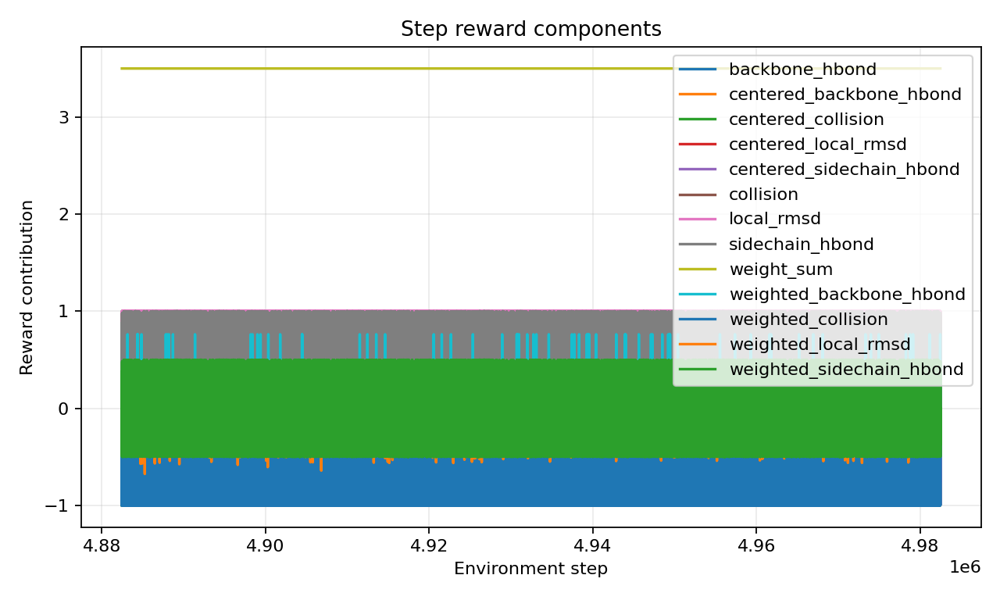 Step reward components
Reward contribution
3
2
1
0
−1
backbone_hbond
centered_backbone_hbond
centered_collision
centered_local_rmsd
centered_sidechain_hbond
collision
local_rmsd
sidechain_hbond
weight_sum
weighted_backbone_hbond
weighted_collision
weighted_local_rmsd
weighted_sidechain_hbond
4.88 4.90 4.92 4.94 4.96 4.98
1e6
Environment step